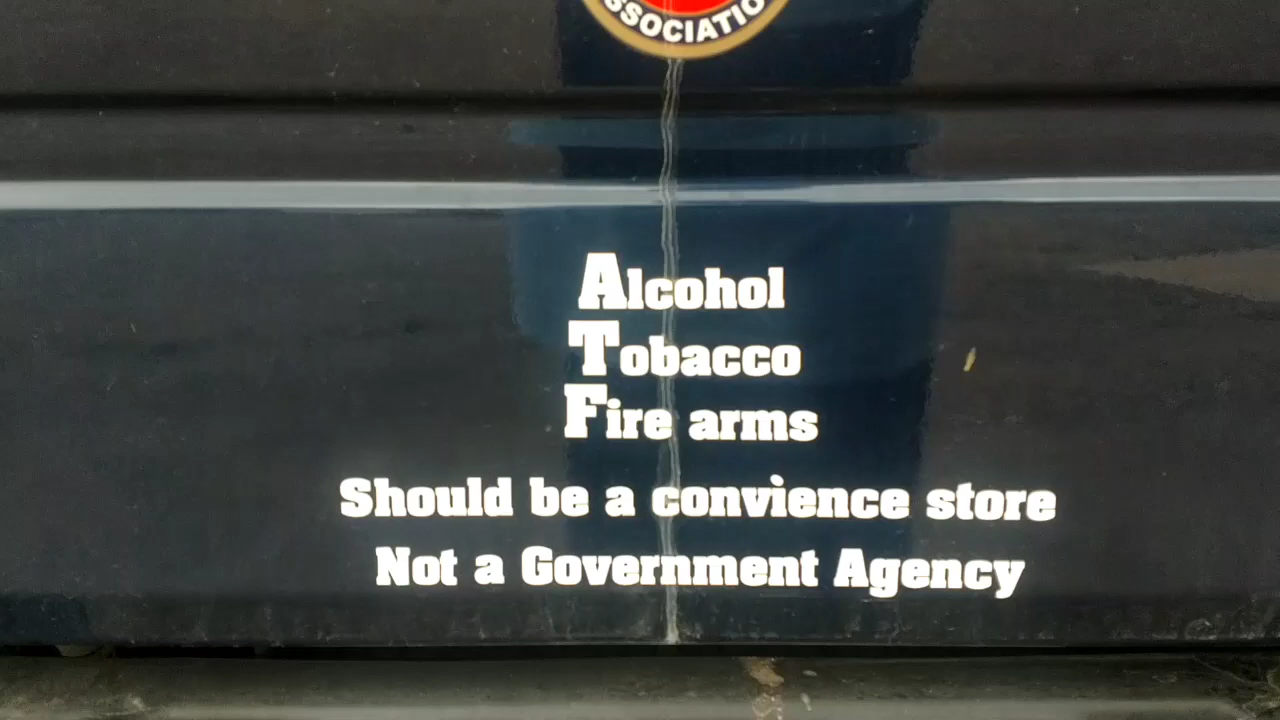 SSOCIATIO
Alcohol
Tobacco
Fire arms
Should be a convience store
Not a Government Agency